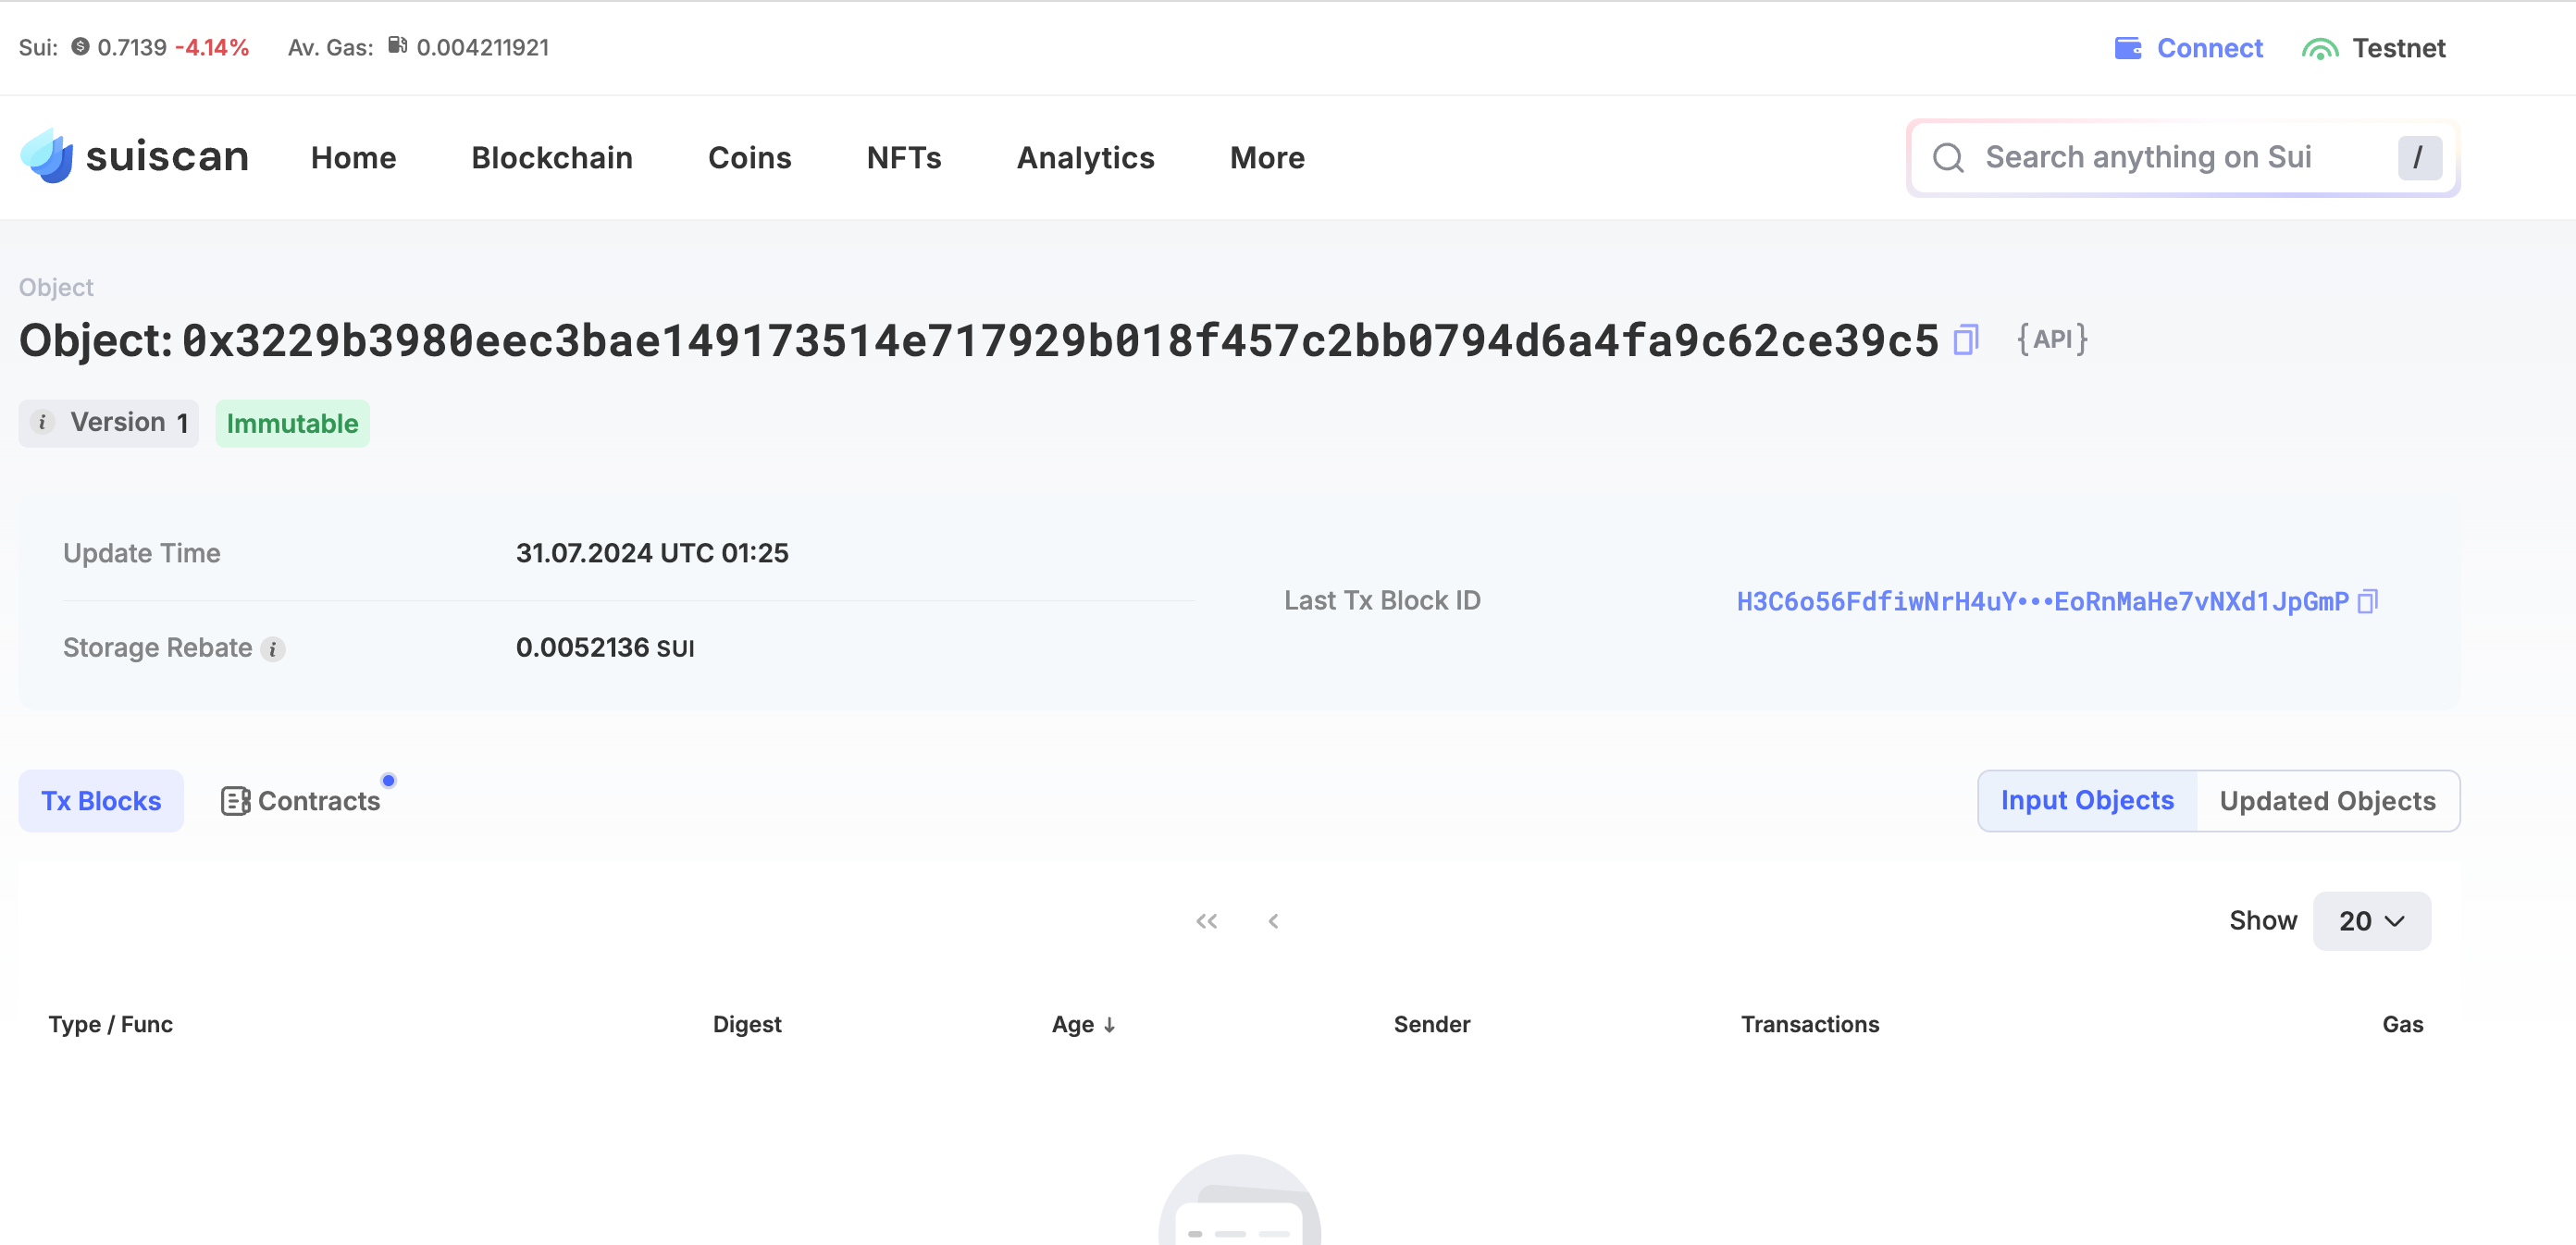 Sui: 0.7139 -4.14% Av. Gas: 0.004211921 Connect Testnet
suiscan Home Blockchain Coins NFTs Analytics More Search anything on Sui /
Object
Object: 0x3229b3980eec3bae149173514e717929b018f457c2bb0794d6a4fa9c62ce39c5 {API}
i Version 1 Immutable
Update Time 31.07.2024 UTC 01:25
Last Tx Block ID H3C6o56FdfiwNrH4uY•••EoRnMaHe7vNXd1JpGmP
Storage Rebate i 0.0052136 SUI
Tx Blocks Contracts Input Objects Updated Objects
<< < Show 20
Type / Func Digest Age ↓ Sender Transactions Gas